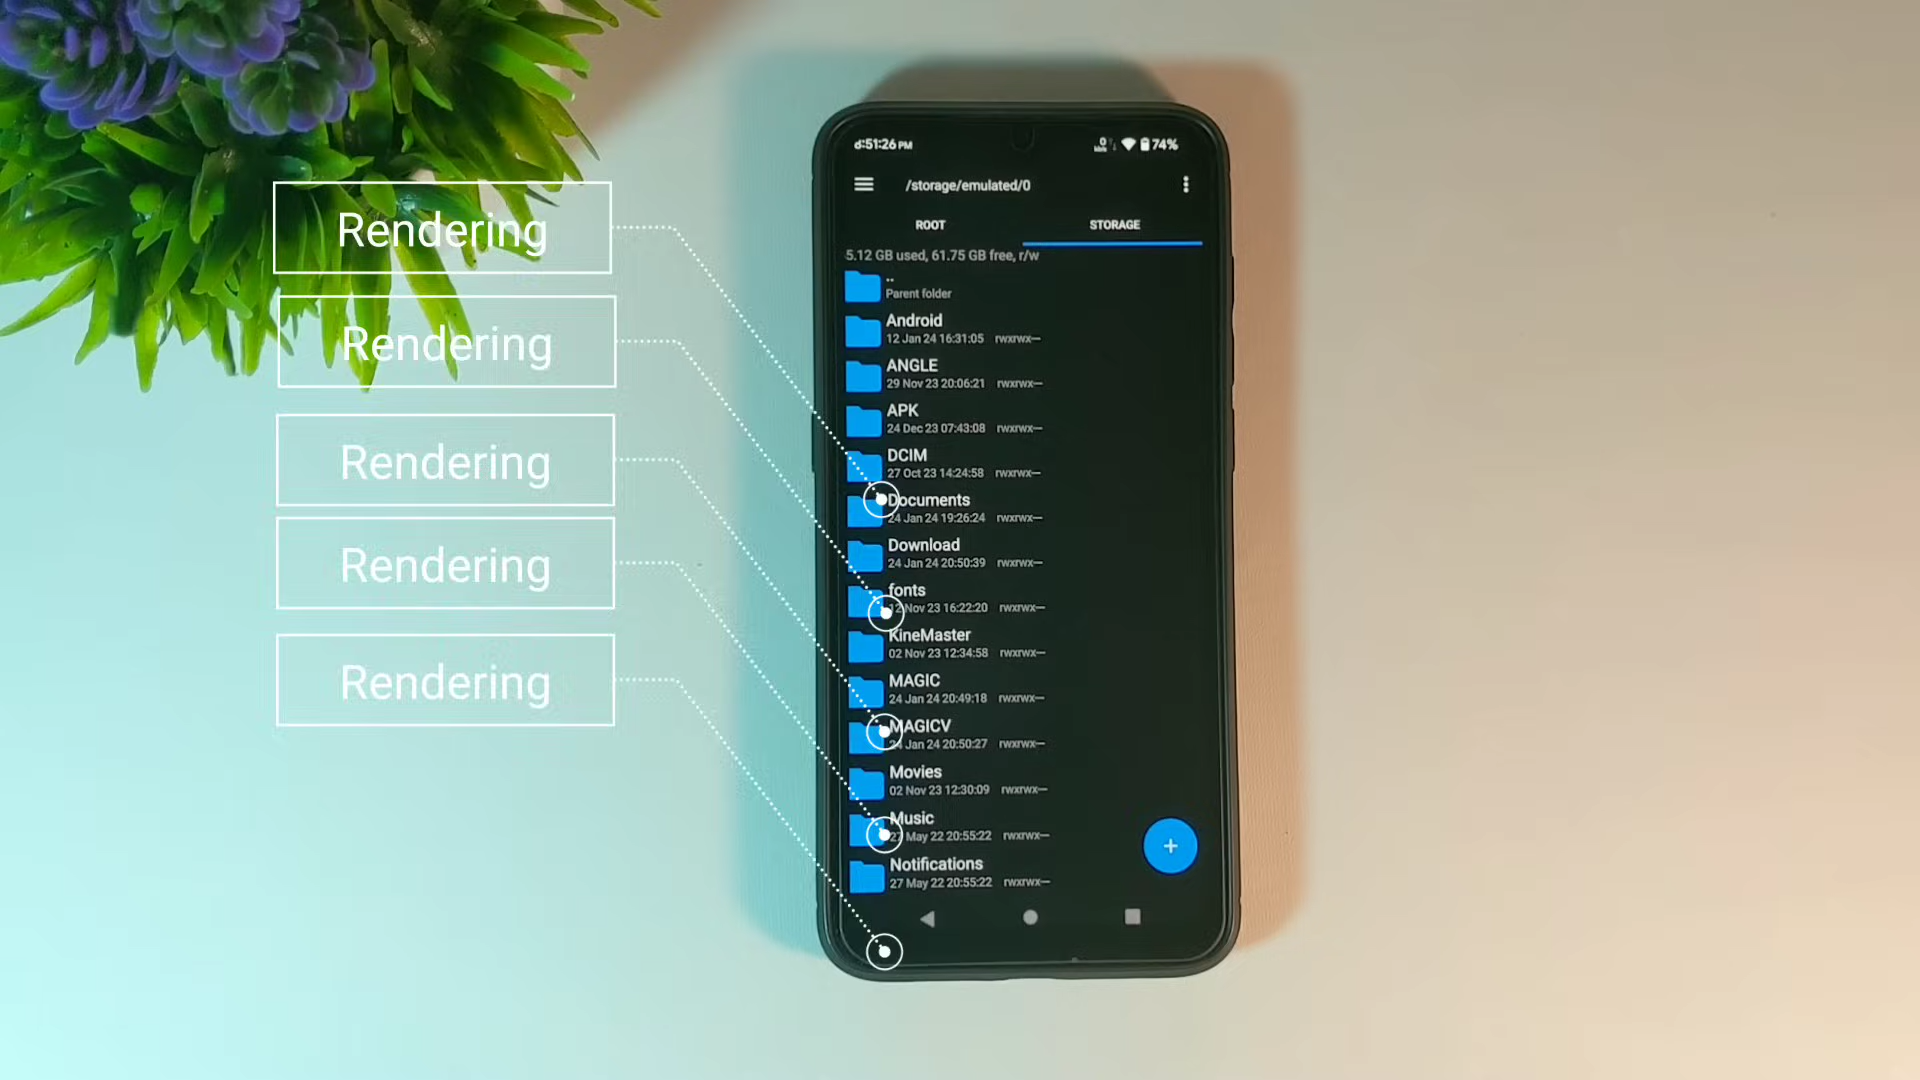 Rendering
Rendering
Rendering
Rendering
Rendering
:51:26 PM
74%
/storage/emulated/0
ROOT
STORAGE
5.12 GB used, 61.75 GB free, r/w
..
Parent folder
Android
12 Jan 24 16:31:05 rwxrwx—
ANGLE
29 Nov 23 20:06:21 rwxrwx—
APK
24 Dec 23 07:43:08 rwxrwx—
DCIM
27 Oct 23 14:24:58 rwxrwx—
Documents
24 Jan 24 19:26:24 rwxrwx—
Download
24 Jan 24 20:50:39 rwxrwx—
fonts
12 Nov 23 16:22:20 rwxrwx—
KineMaster
02 Nov 23 12:34:58 rwxrwx—
MAGIC
24 Jan 24 20:49:18 rwxrwx—
MAGICV
24 Jan 24 20:50:27 rwxrwx—
Movies
02 Nov 23 12:30:09 rwxrwx—
Music
27 May 22 20:55:22 rwxrwx—
Notifications
27 May 22 20:55:22 rwxrwx—